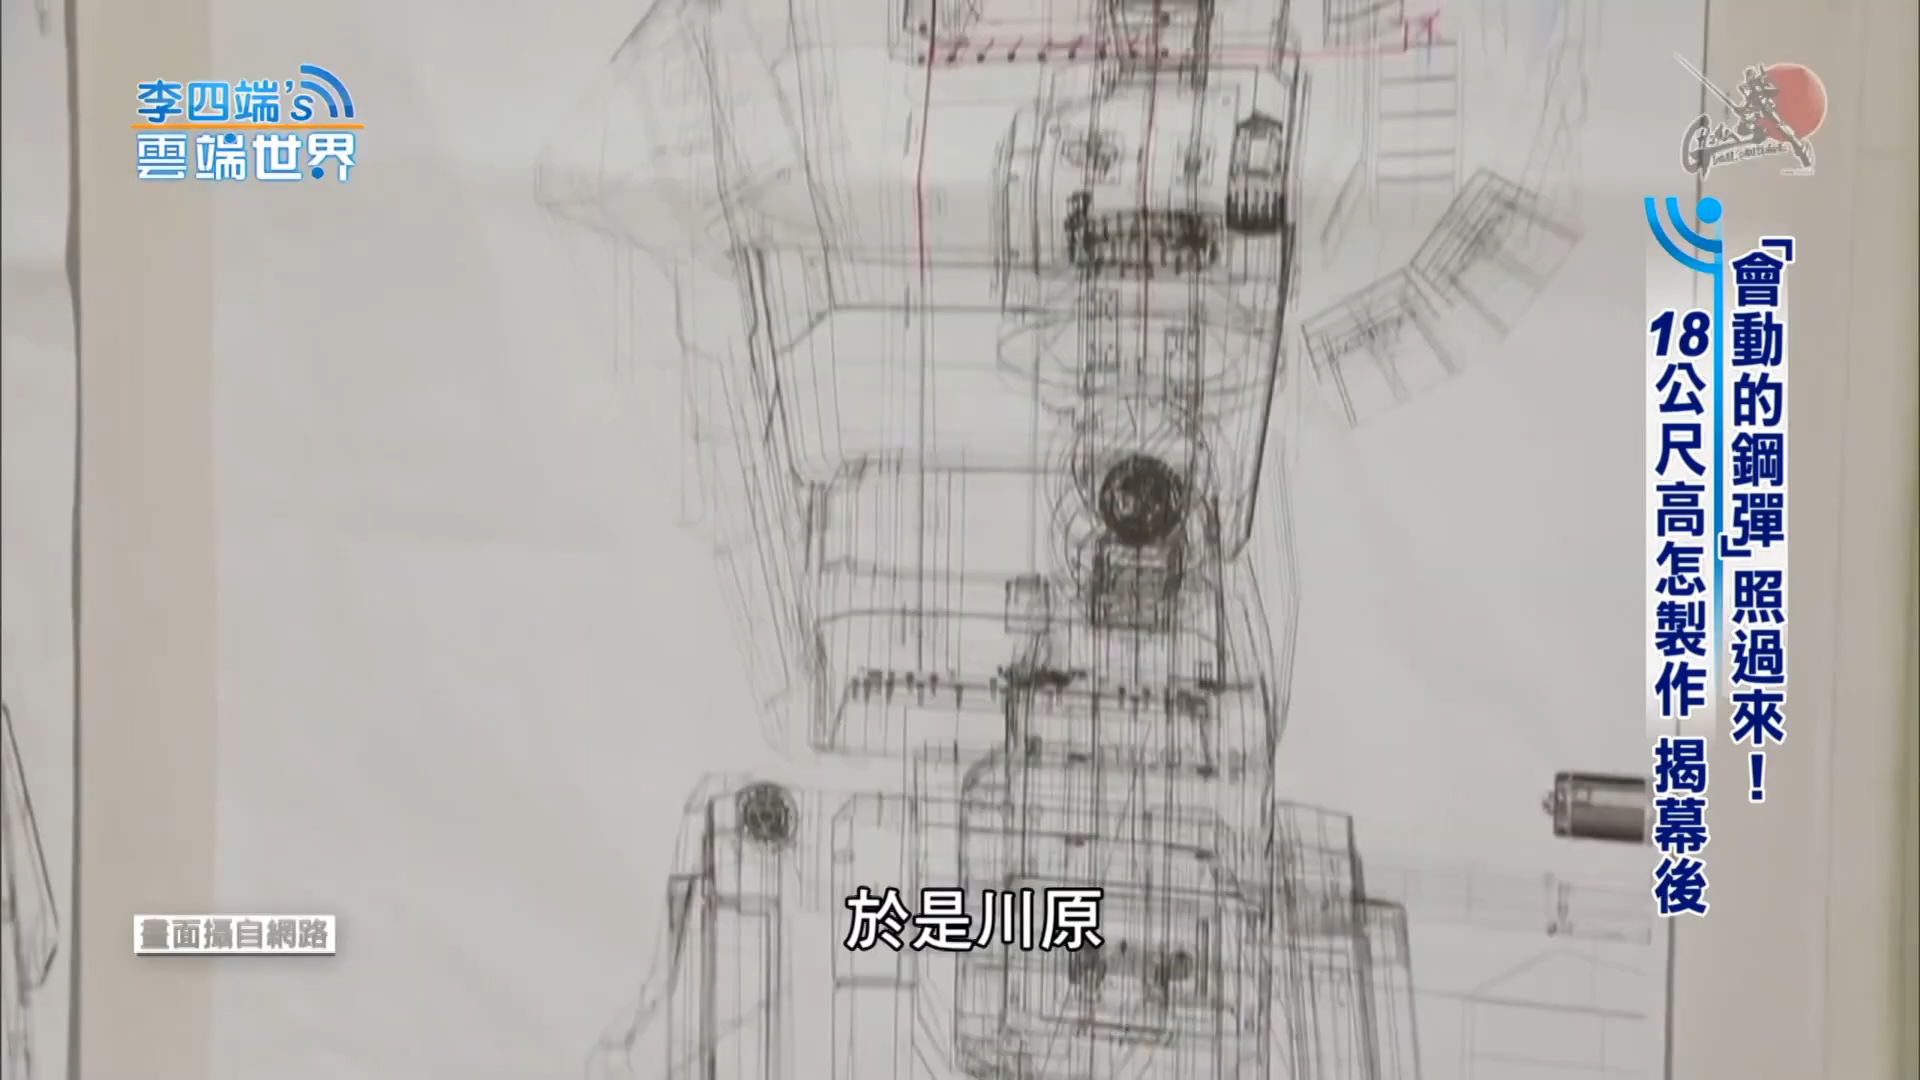 李四端's
雲端世界
「會動的鋼彈」照過來！
18公尺高怎製作 揭幕後
於是川原
畫面攝自網路